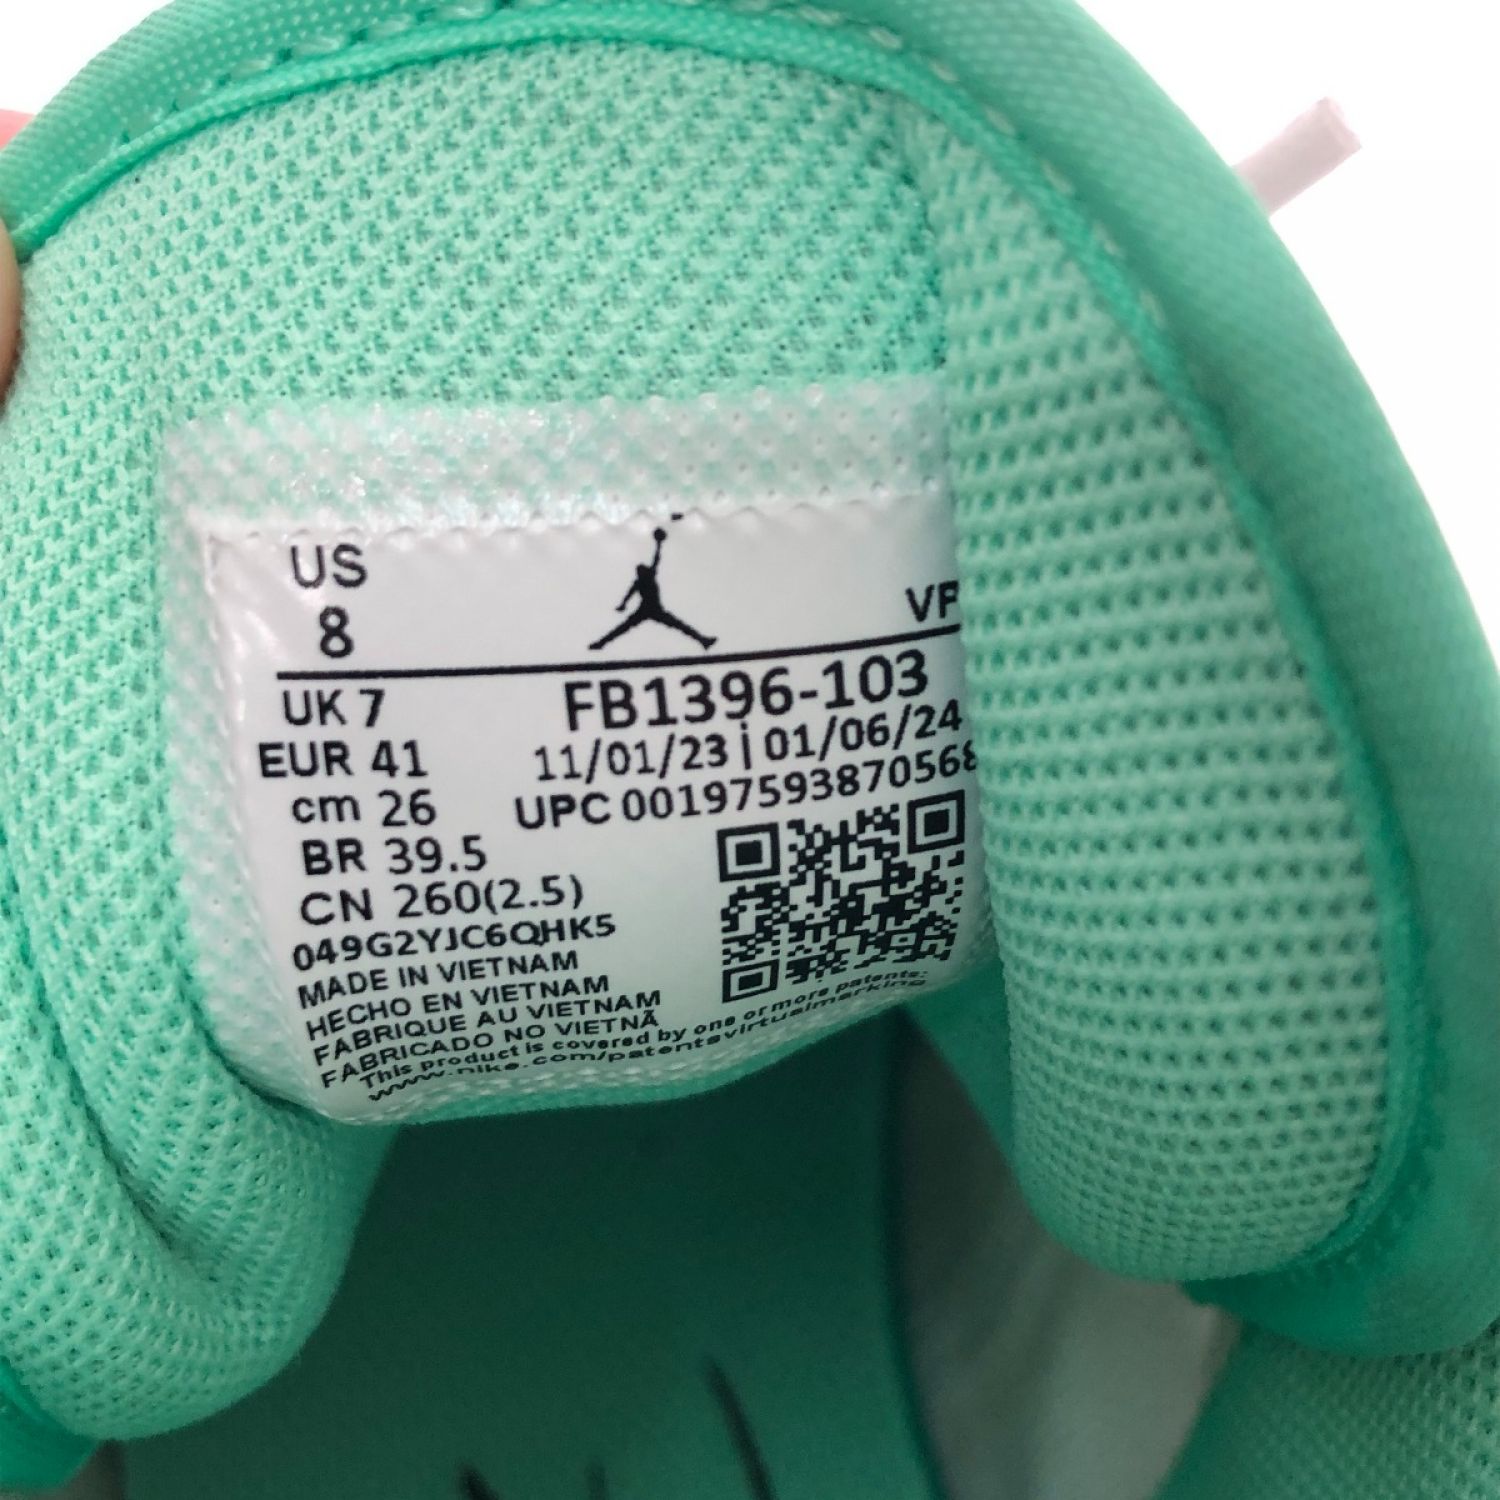 US
8
VF
UK 7
FB1396-103
EUR 41
11/01/23 | 01/06/24
cm 26
UPC 00197593870568
BR 39.5
CN 260(2.5)
049G2YJC6QHK5
MADE IN VIETNAM
HECHO EN VIETNAM
FABRIQUE AU VIETNAM
FABRICADO NO VIETNÃ
This product is covered by one or more patents:
www.nike.com/patentsvirtualmarking